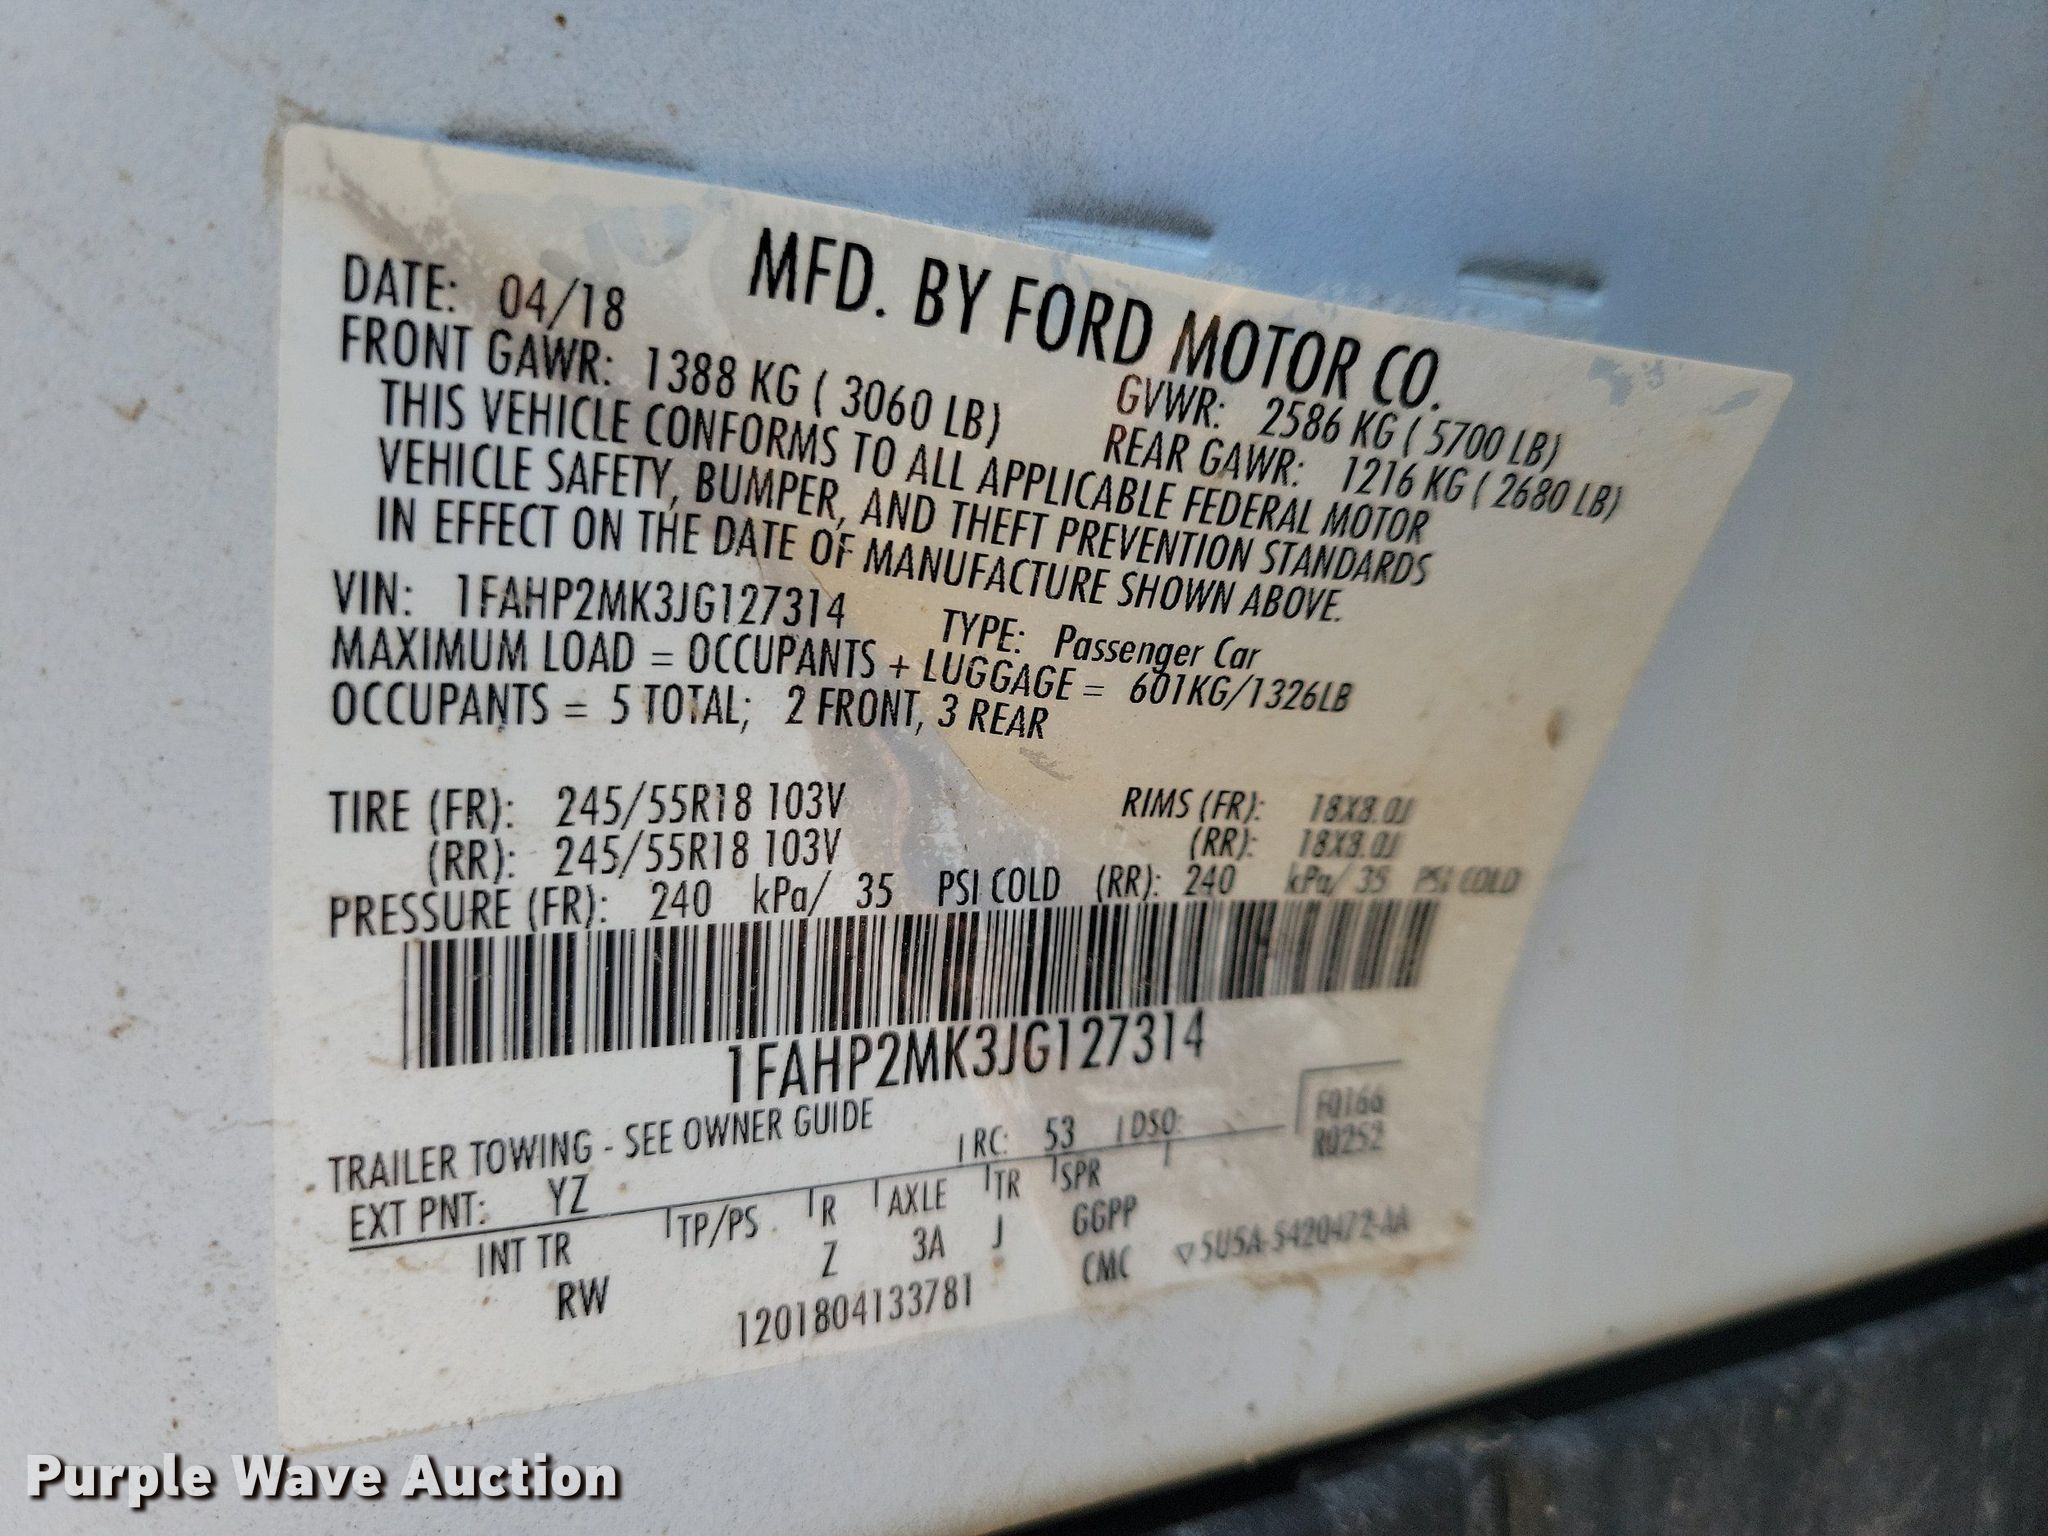 MFD. BY FORD MOTOR CO.
DATE: 04/18
GVWR: 2586 KG ( 5700 LB)
FRONT GAWR: 1388 KG ( 3060 LB)
REAR GAWR: 1216 KG ( 2680 LB)
THIS VEHICLE CONFORMS TO ALL APPLICABLE FEDERAL MOTOR
VEHICLE SAFETY, BUMPER, AND THEFT PREVENTION STANDARDS
IN EFFECT ON THE DATE OF MANUFACTURE SHOWN ABOVE.
VIN: 1FAHP2MK3JG127314
TYPE: Passenger Car
MAXIMUM LOAD = OCCUPANTS + LUGGAGE = 601KG/1326LB
OCCUPANTS = 5 TOTAL; 2 FRONT, 3 REAR
TIRE (FR): 245/55R18 103V RIMS (FR): 18X8.0J
(RR): 245/55R18 103V (RR): 18X8.0J
PRESSURE (FR): 240 kPa/ 35 PSI COLD (RR): 240 kPa/ 35 PSI COLD
1FAHP2MK3JG127314
TRAILER TOWING - SEE OWNER GUIDE
F0166
R0252
EXT PNT: YZ RC: 53 DSO:
INT TR TP/PS R AXLE TR SPR
RW Z 3A J GGPP
CMC ▽5U5A-5420472-AA
1201804133781
Purple Wave Auction